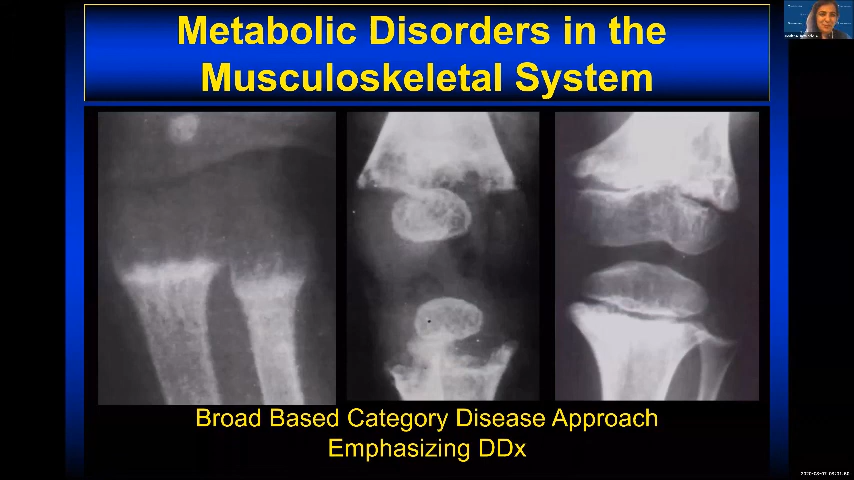 Metabolic Disorders in the
Musculoskeletal System
Broad Based Category Disease Approach
Emphasizing DDx